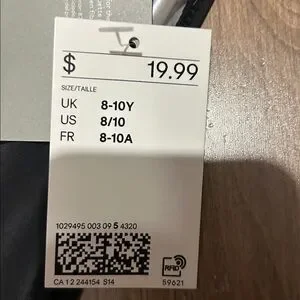 $ 19.99
SIZE/TAILLE
UK 8-10Y
US 8/10
FR 8-10A
1029495 003 09 5 4320
RFID
CA 1 2 244154 S14
59621